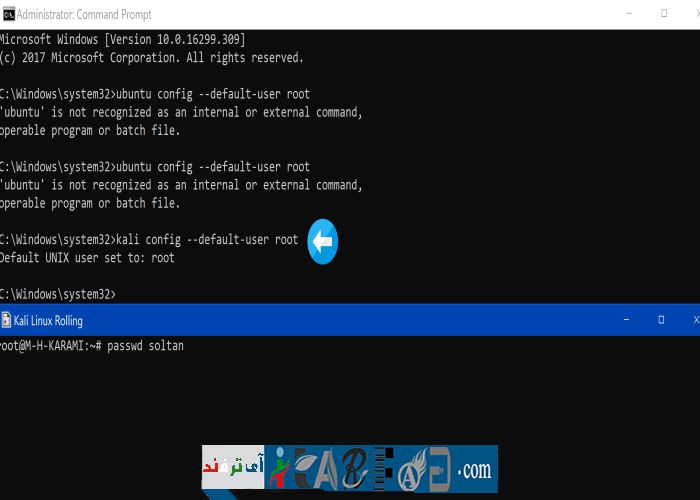 Administrator: Command Prompt
Microsoft Windows [Version 10.0.16299.309]
(c) 2017 Microsoft Corporation. All rights reserved.
C:\Windows\system32>ubuntu config --default-user root
'ubuntu' is not recognized as an internal or external command,
operable program or batch file.
C:\Windows\system32>ubuntu config --default-user root
'ubuntu' is not recognized as an internal or external command,
operable program or batch file.
C:\Windows\system32>kali config --default-user root
Default UNIX user set to: root
C:\Windows\system32>
Kali Linux Rolling
root@M-H-KARAMI:~# passwd soltan
آی ترفند
.com